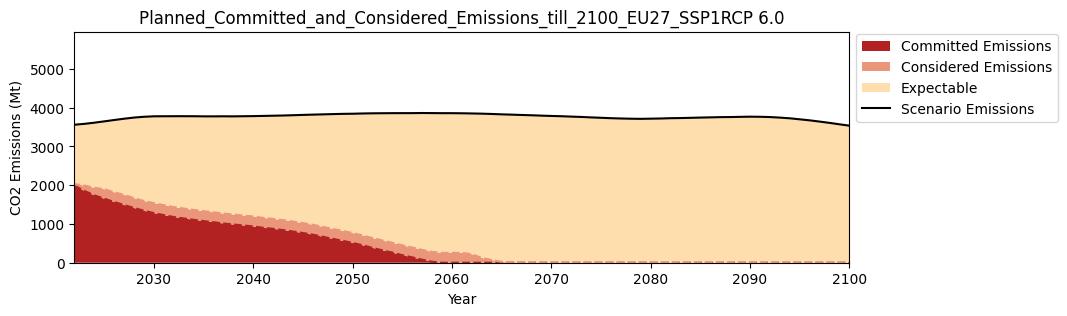 Planned_Committed_and_Considered_Emissions_till_2100_EU27_SSP1RCP 6.0
CO2 Emissions (Mt)
5000
4000
3000
2000
1000
0
2030 2040 2050 2060 2070 2080 2090 2100
Year
Committed Emissions
Considered Emissions
Expectable
Scenario Emissions